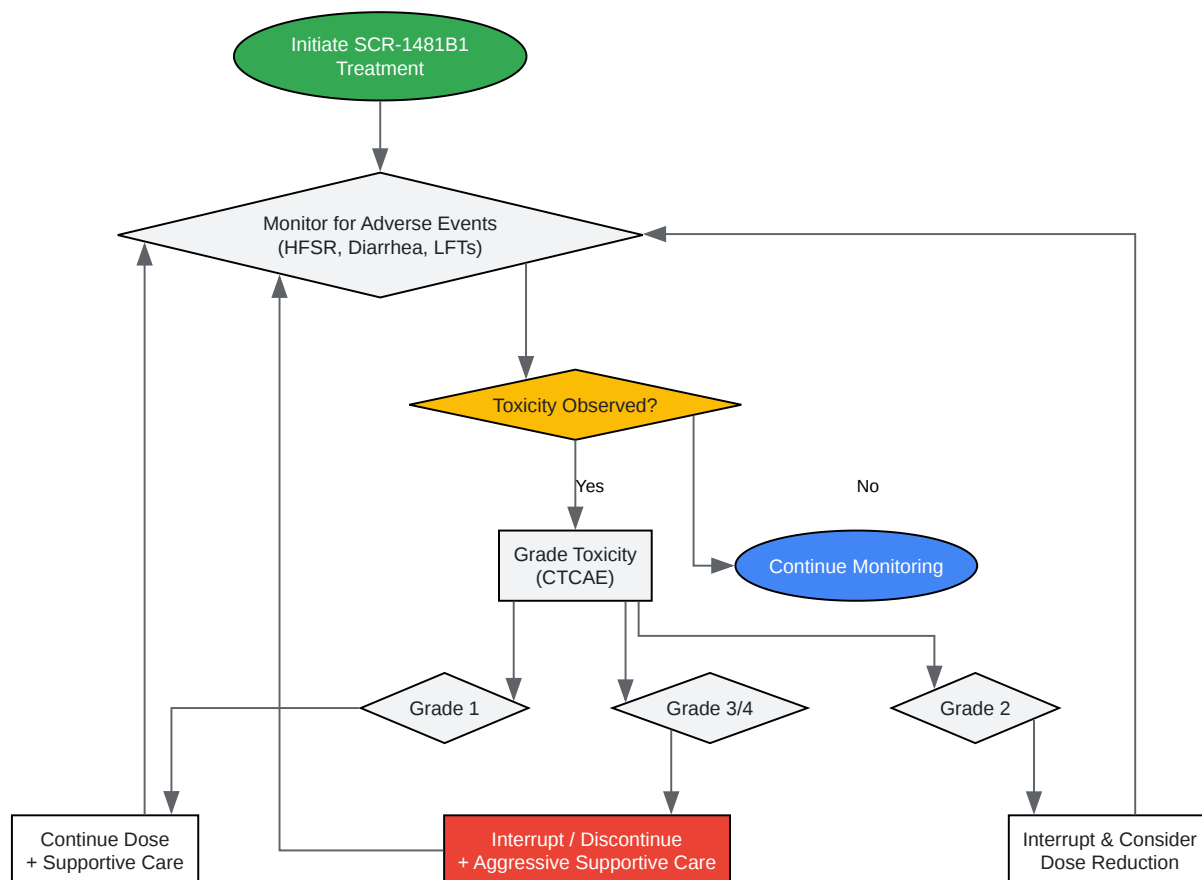 Initiate SCR-1481B1
Treatment
Monitor for Adverse Events
(HFSR, Diarrhea, LFTs)
Toxicity Observed?
Yes
No
Grade Toxicity
(CTCAE)
Continue Monitoring
Grade 1
Grade 3/4
Grade 2
Continue Dose
+ Supportive Care
Interrupt / Discontinue
+ Aggressive Supportive Care
Interrupt & Consider
Dose Reduction